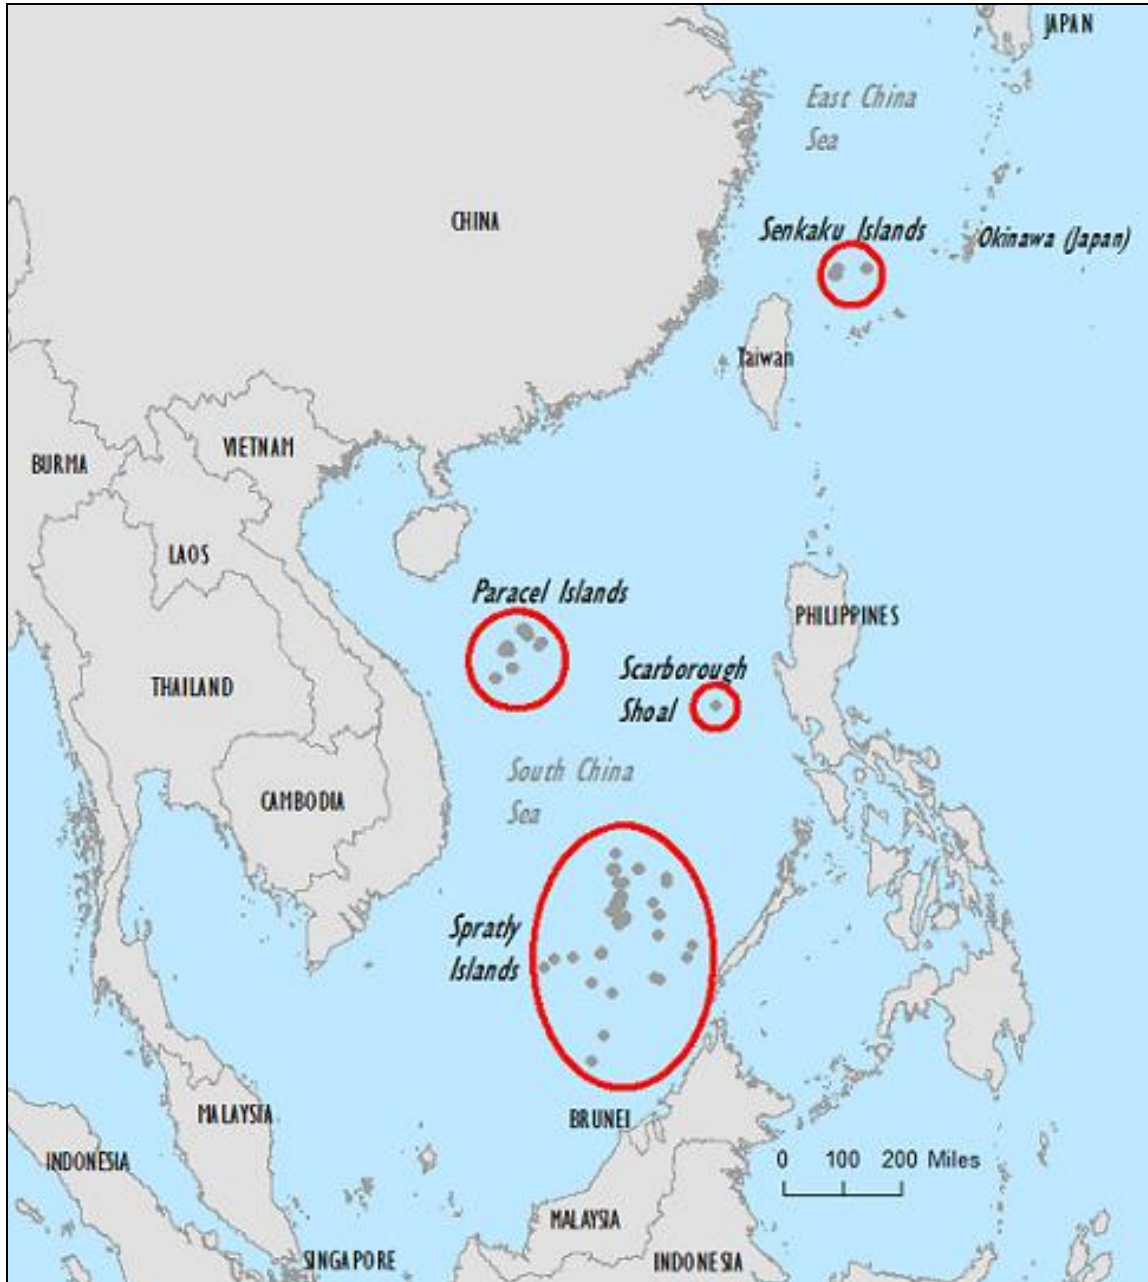 JAPAN
East China
Sea
CHINA
Senkaku Islands
Okinawa (Japan)
Taiwan
VIETNAM
BURMA
LAOS
Paracel Islands
PHILIPPINES
Scarborough
Shoal
THAILAND
South China
Sea
CAMBODIA
Spratly
Islands
MALAYSIA
BRUNEI
INDONESIA
0 100 200 Miles
MALAYSIA
SINGAPORE
INDONESIA